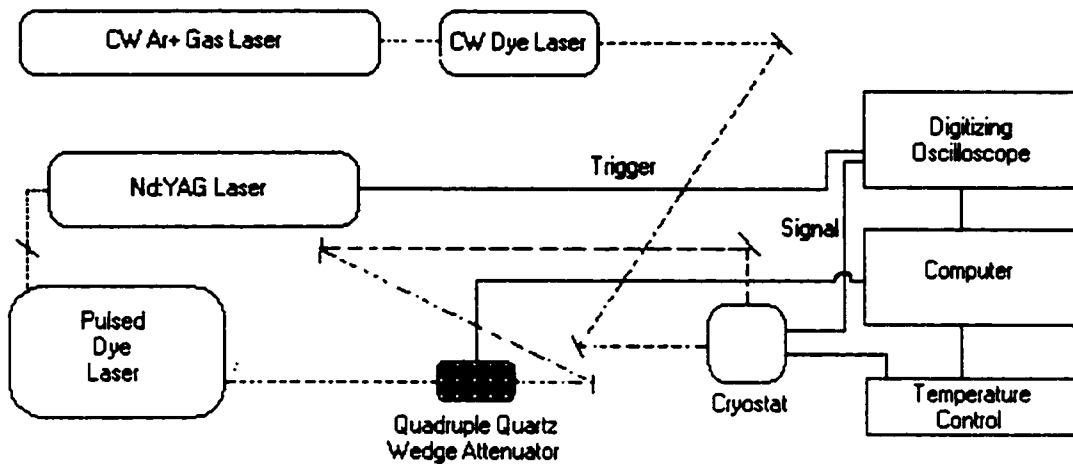 CW Ar+ Gas Laser
CW Dye Laser
Digitizing
Oscilloscope
Trigger
Nd:YAG Laser
Signal
Computer
Pulsed
Dye
Laser
Cryostat
Temperature
Control
Quadruple Quartz
Wedge Attenuator